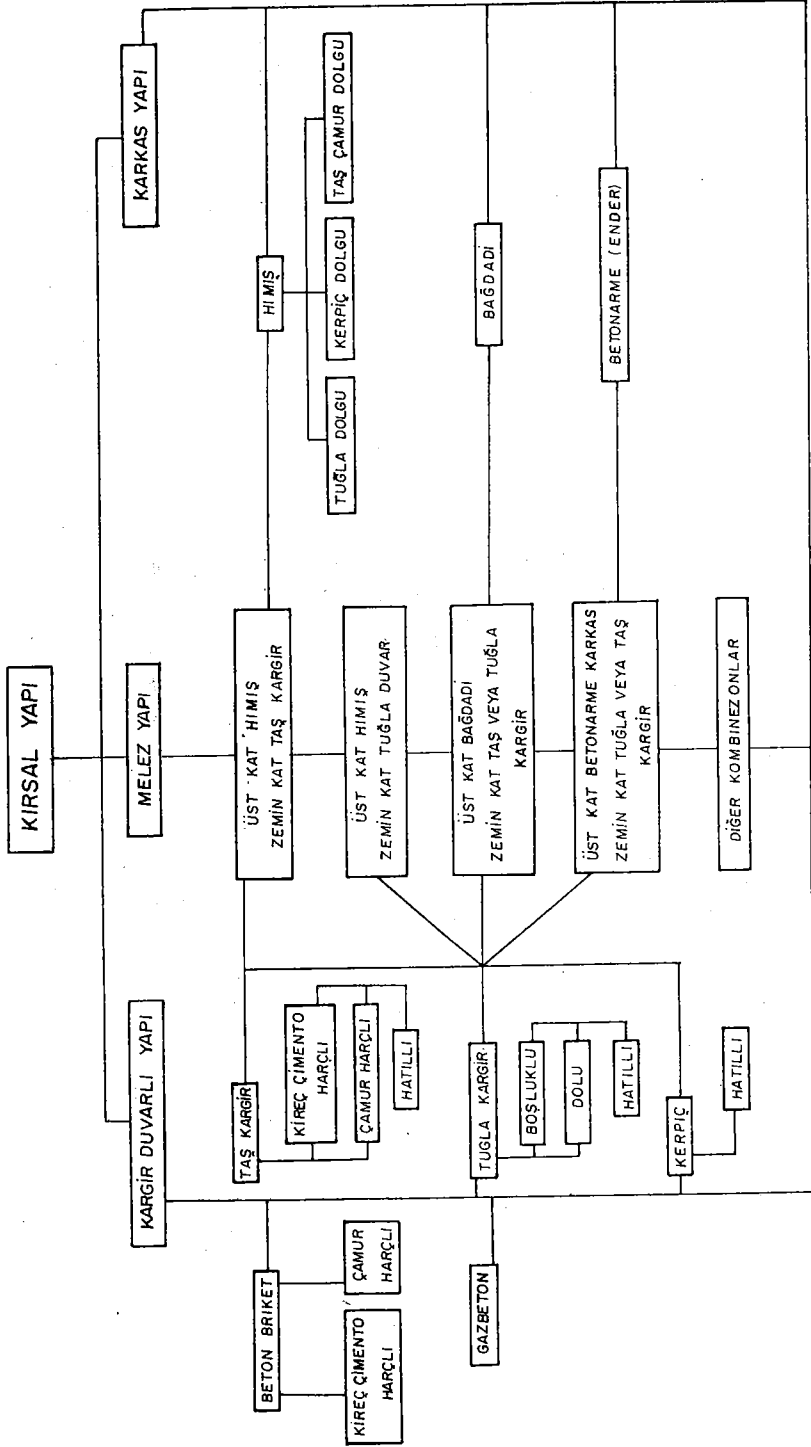 KIRSAL YAPI
KARGİR DUVARLI YAPI
MELEZ YAPI
KARKAS YAPI
BETON BRIKET
KİREÇ ÇİMENTO
HARÇLI
ÇAMUR
HARÇLI
GAZBETON
TAŞ KARGİR
KİREÇ ÇİMENTO
HARÇLI
ÇAMUR HARÇLI
HATILLI
TUĞLA KARGİR
BOŞLUKLU
DOLU
HATILLI
KERPİÇ
HATILLI
ÜST KAT HIMIŞ
ZEMİN KAT TAŞ KARGİR
ÜST KAT HIMIŞ
ZEMİN KAT TUĞLA DUVAR
ÜST KAT BAĞDADİ
ZEMİN KAT TAŞ VEYA TUĞLA
KARGİR
ÜST KAT BETONARME KARKAS
ZEMİN KAT TUĞLA VEYA TAŞ
KARGİR
DİĞER KOMBINEZONLAR
HIMIŞ
TUĞLA DOLGU
KERPİÇ DOLGU
TAŞ ÇAMUR DOLGU
BAĞDADİ
BETONARME (ENDER)